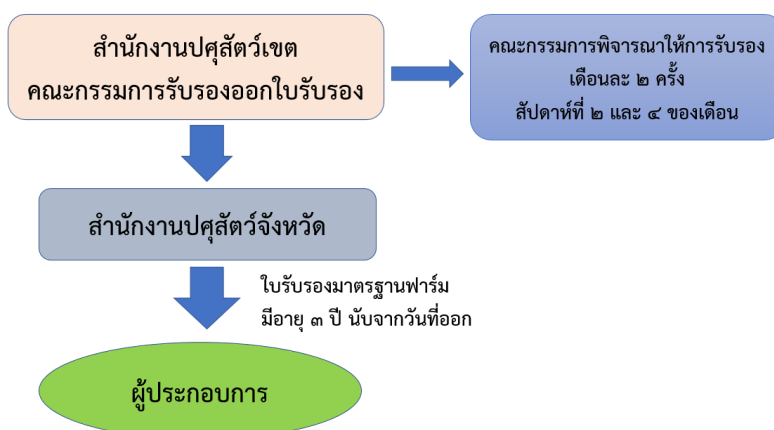 สำนักงานปศุสัตว์เขต
คณะกรรมการรับรองออกใบรับรอง
คณะกรรมการพิจารณาให้การรับรอง
เดือนละ ๒ ครั้ง
สัปดาห์ที่ ๒ และ ๔ ของเดือน
สำนักงานปศุสัตว์จังหวัด
ใบรับรองมาตรฐานฟาร์ม
มีอายุ ๓ ปี นับจากวันที่ออก
ผู้ประกอบการ